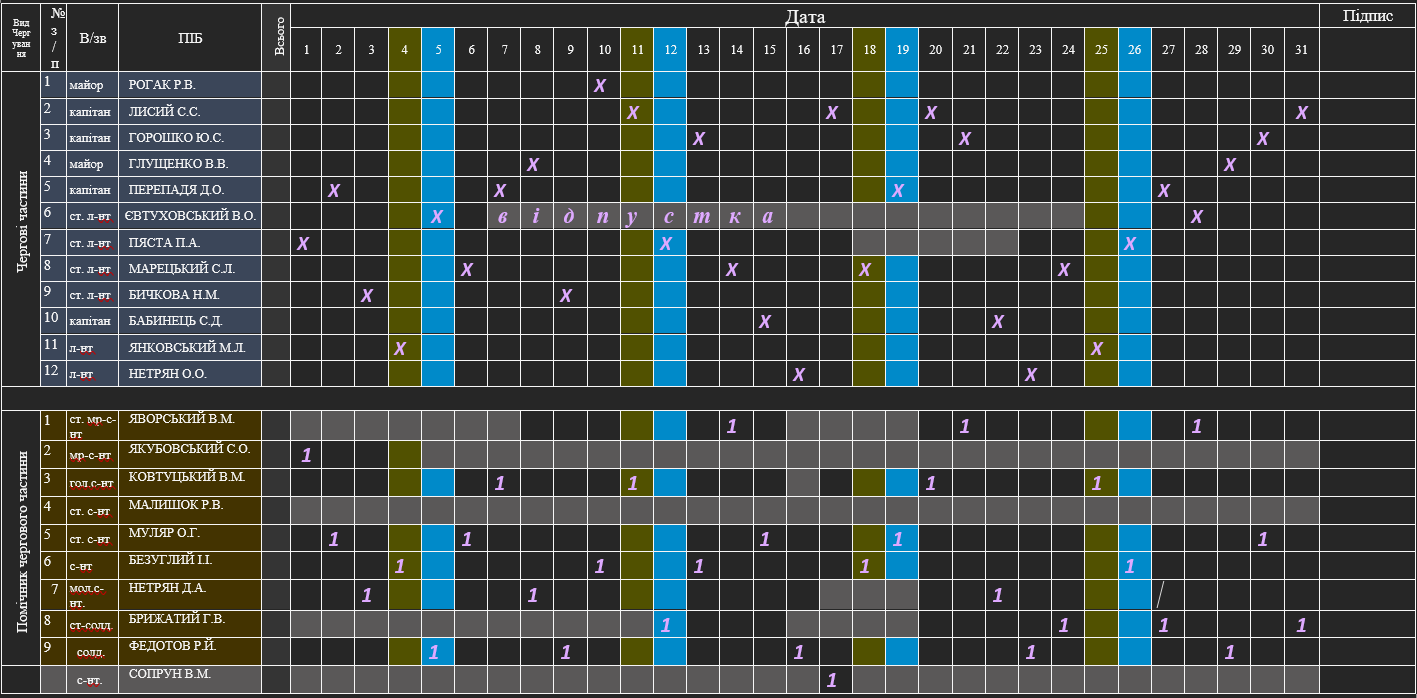 Вид Черг уван ня № з / п В/зв ПІБ Всього Дата Підпис
1 2 3 4 5 6 7 8 9 10 11 12 13 14 15 16 17 18 19 20 21 22 23 24 25 26 27 28 29 30 31
Чергові частини
1 майор РОГАК Р.В. X
2 капітан ЛИСИЙ С.С. X X X X
3 капітан ГОРОШКО Ю.С. X X X
4 майор ГЛУЩЕНКО В.В. X X
5 капітан ПЕРЕПАДЯ Д.О. X X X X
6 ст. л-нт ЄВТУХОВСЬКИЙ В.О. X в і д п у с т к а X
7 ст. л-нт ПЯСТА П.А. X X X
8 ст. л-нт МАРЕЦЬКИЙ С.Л. X X X X
9 ст. л-нт БИЧКОВА Н.М. X X
10 капітан БАБИНЕЦЬ С.Д. X X
11 л-нт ЯНКОВСЬКИЙ М.Л. X X
12 л-нт НЕТРЯН О.О. X X
Помічник чергового частини
1 ст. мр-с-нт ЯВОРСЬКИЙ В.М. 1 1 1
2 мр-с-нт ЯКУБОВСЬКИЙ С.О. 1
3 гол.с-нт КОВТУЦЬКИЙ В.М. 1 1 1 1
4 ст. с-нт МАЛИШОК Р.В.
5 ст. с-нт МУЛЯР О.Г. 1 1 1 1 1
6 с-нт БЕЗУГЛИЙ І.І. 1 1 1 1 1
7 мол.с-нт. НЕТРЯН Д.А. 1 1 1 /
8 ст-солд. БРИЖАТИЙ Г.В. 1 1 1 1
9 солд. ФЕДОТОВ Р.Й. 1 1 1 1 1
с-нт. СОПРУН В.М. 1